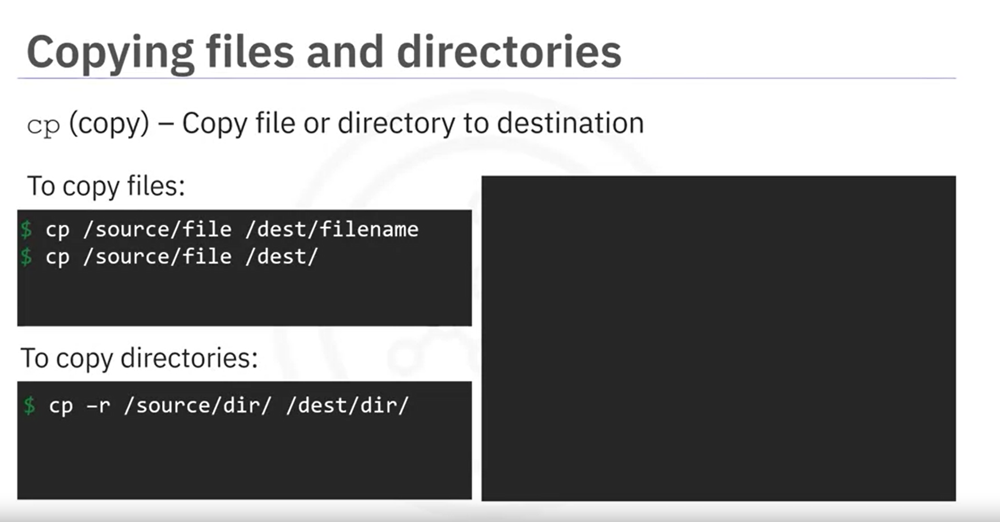 Copying files and directories
cp (copy) – Copy file or directory to destination
To copy files:
$ cp /source/file /dest/filename
$ cp /source/file /dest/
To copy directories:
$ cp –r /source/dir/ /dest/dir/